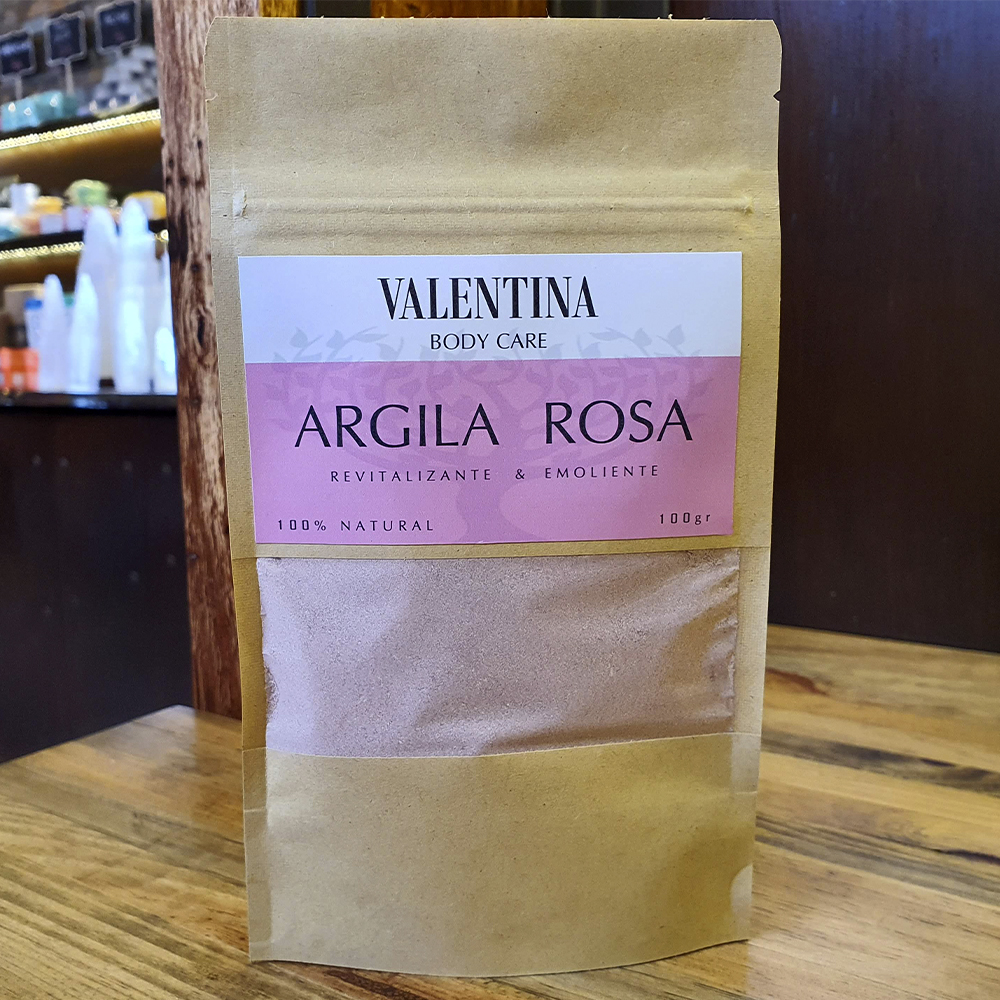 VALENTINA
BODY CARE
ARGILA ROSA
REVITALIZANTE & EMOLIENTE
100% NATURAL
100gr